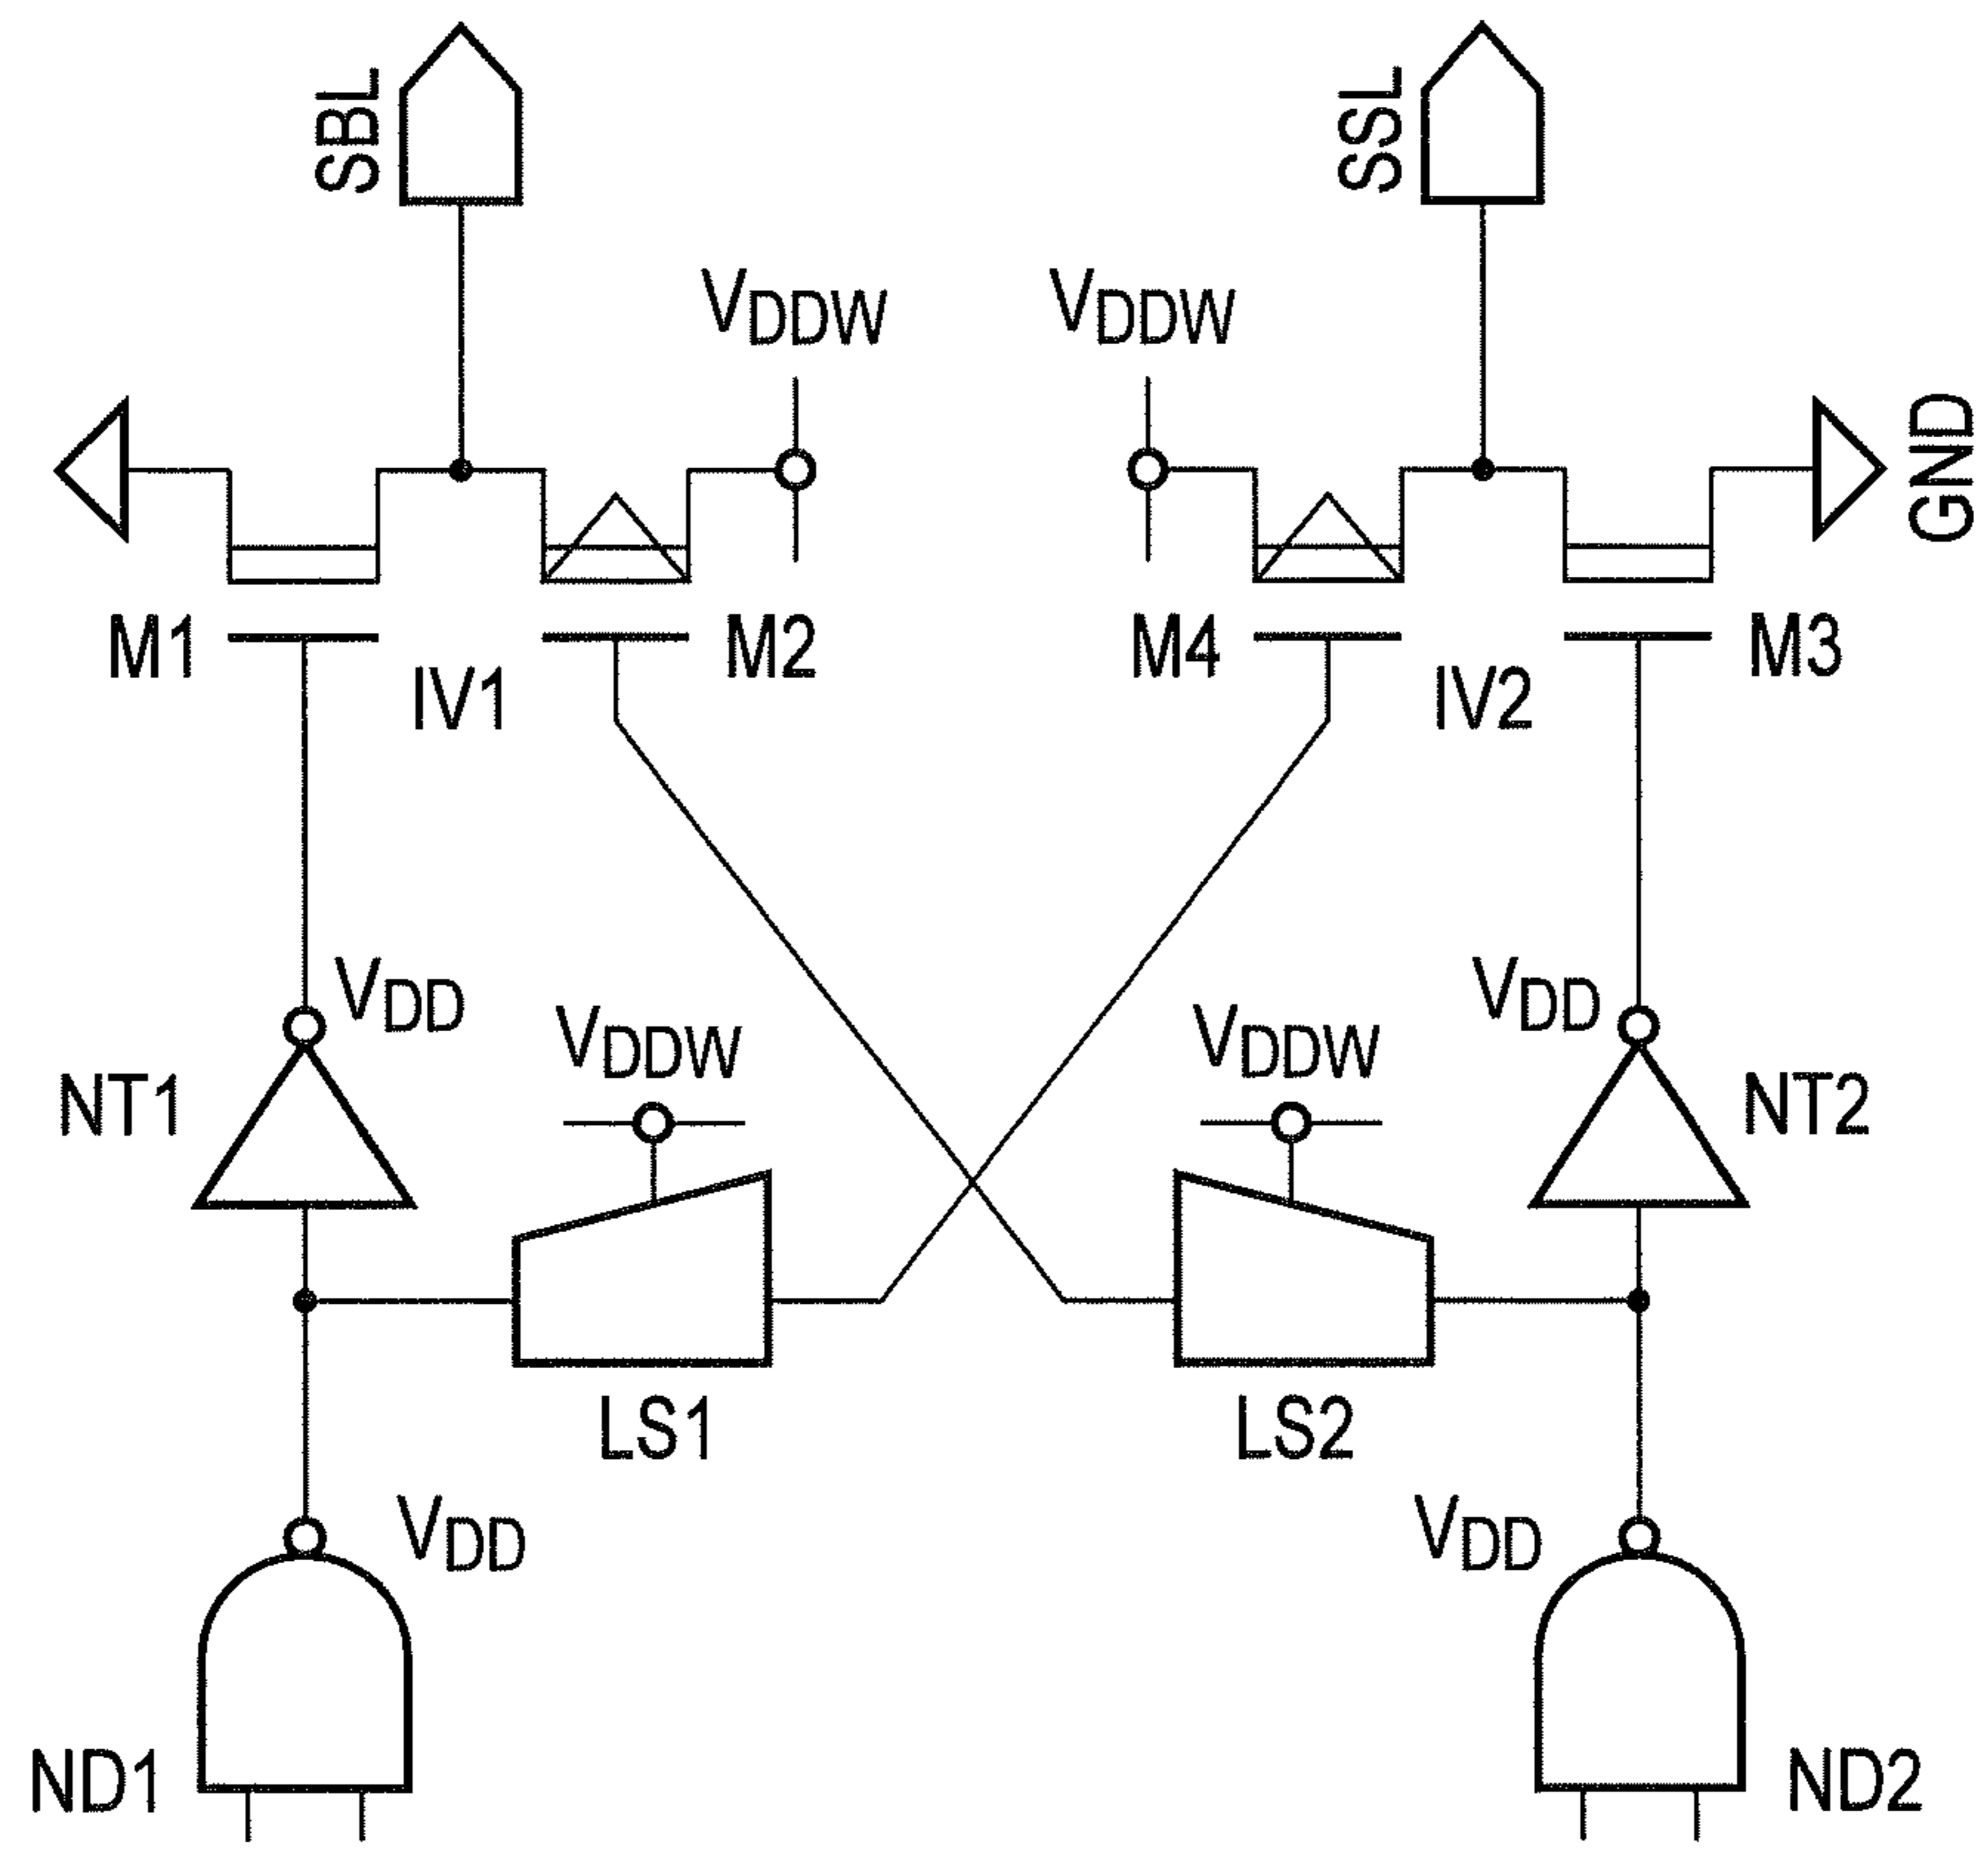 SBL
SSL
VDDW
VDDW
GND
M1
M2
M4
M3
IV1
IV2
VDD
VDD
VDDW
VDDW
NT1
NT2
LS1
LS2
VDD
VDD
ND1
ND2